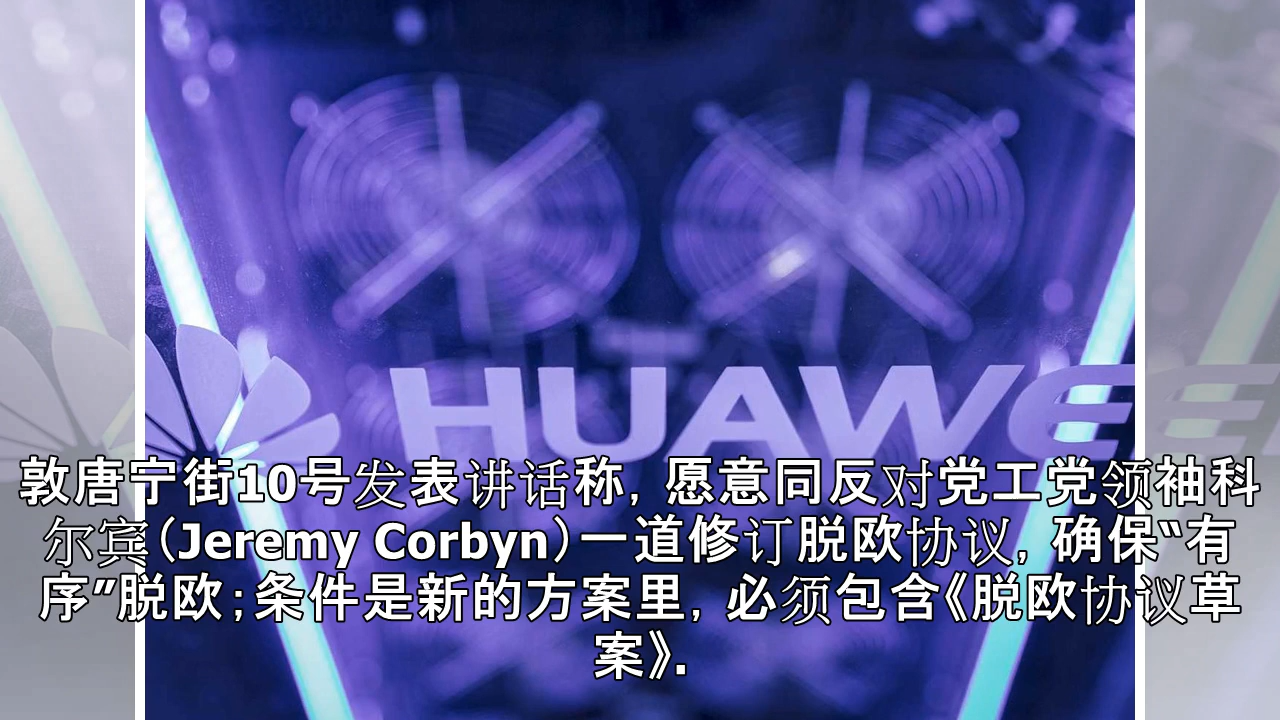 HUAWE
敦唐宁街10号发表讲话称, 愿意同反对党工党领袖科
尔宾(Jeremy Corbyn)一道修订脱欧协议, 确保“有
序”脱欧;条件是新的方案里, 必须包含《脱欧协议草
案》.